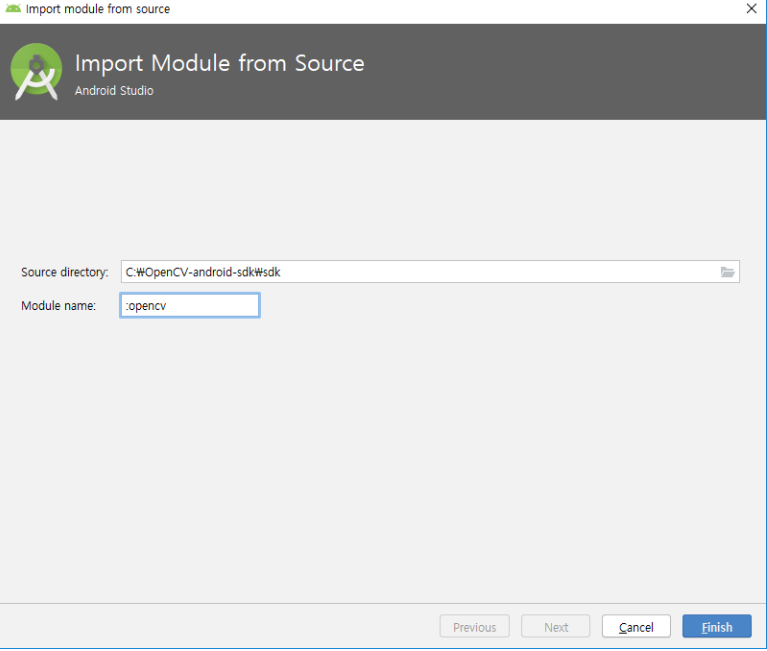 Import module from source
Import Module from Source
Android Studio
Source directory: C:₩OpenCV-android-sdk₩sdk
Module name: :opencv
Previous Next Cancel Finish